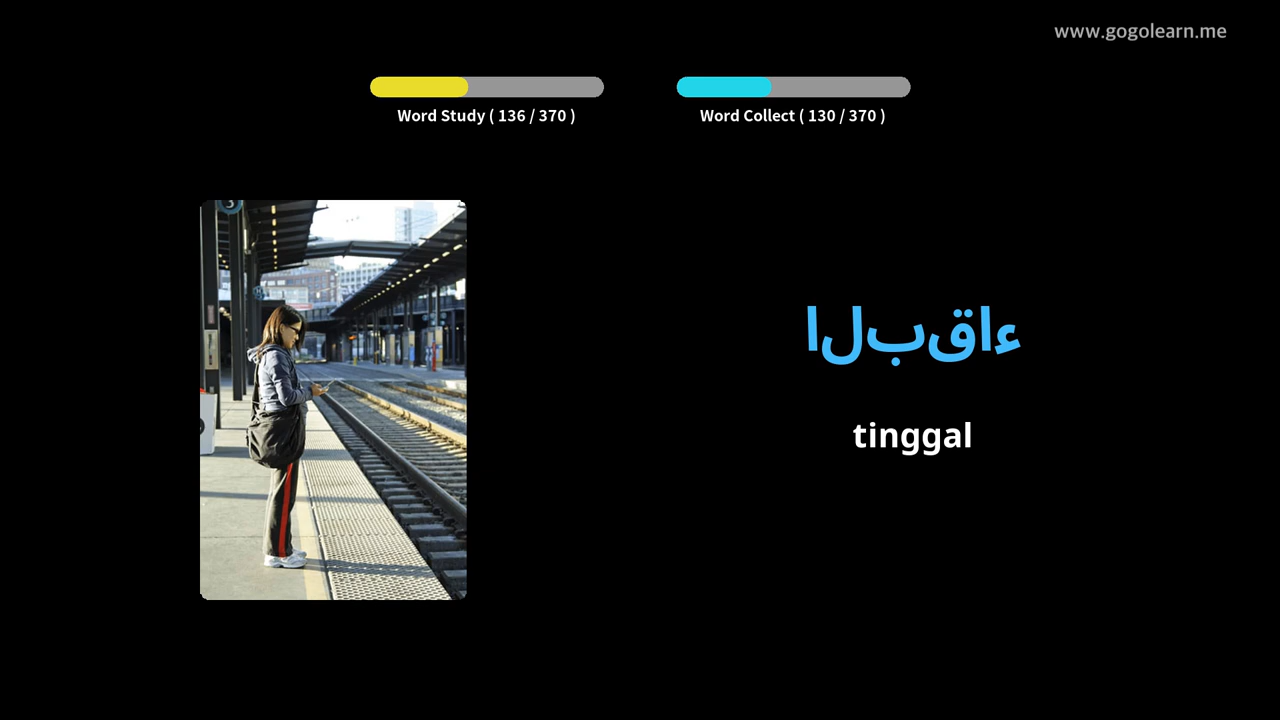 www.gogolearn.me
Word Study ( 136 / 370 )
Word Collect ( 130 / 370 )
البقاء
tinggal